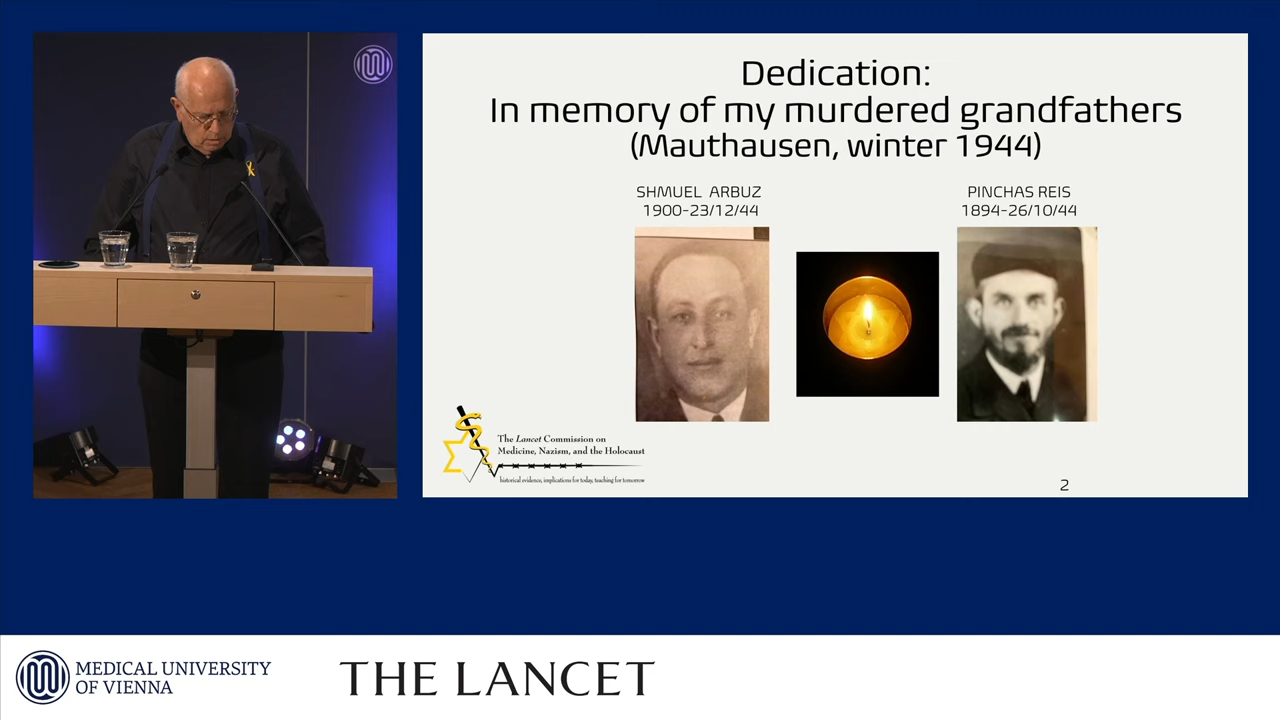 Dedication:
In memory of my murdered grandfathers
(Mauthausen, winter 1944)
SHMUEL ARBUZ
1900-23/12/44
PINCHAS REIS
1894-26/10/44
The Lancet Commission on
Medicine, Nazism, and the Holocaust
historical evidence, implications for today, teaching for tomorrow
2
MEDICAL UNIVERSITY
OF VIENNA
THE LANCET